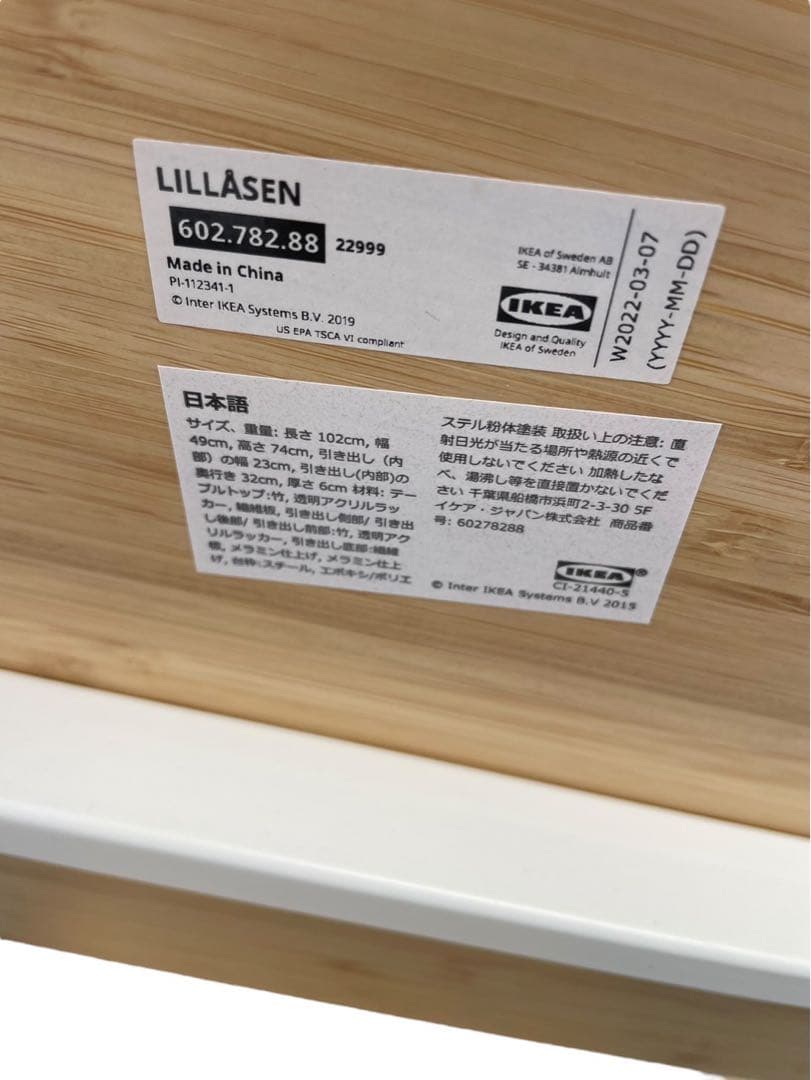 LILLÅSEN
602.782.88 22999
Made in China
PI-112341-1
© Inter IKEA Systems B.V. 2019
US EPA TSCA VI compliant
IKEA of Sweden AB
SE - 34381 Älmhult
IKEA
Design and Quality
IKEA of Sweden
W2022-03-07
(YYYY-MM-DD)
日本語
サイズ、重量: 長さ 102cm, 幅
49cm, 高さ 74cm, 引き出し (内
部) の幅 23cm, 引き出し(内部)の
奥行き 32cm, 厚さ 6cm 材料: テー
ブルトップ:竹, 透明アクリルラッ
カー, 繊維板, 引き出し側部/ 引き出
し後部/ 引き出し前部:竹, 透明アク
リルラッカー, 引き出し底部:繊維
板, メラミン仕上げ, メラミン仕上
げ, 台枠:スチール, エポキシ/ポリエ
ステル粉体塗装 取扱い上の注意: 直
射日光が当たる場所や熱源の近くで
使用しないでください 加熱したな
べ、湯沸し等を直接置かないでくだ
さい 千葉県船橋市浜町2-3-30 5F
イケア・ジャパン株式会社 商品番
号: 60278288
IKEA®
CI-21440-5
© Inter IKEA Systems B.V 2015